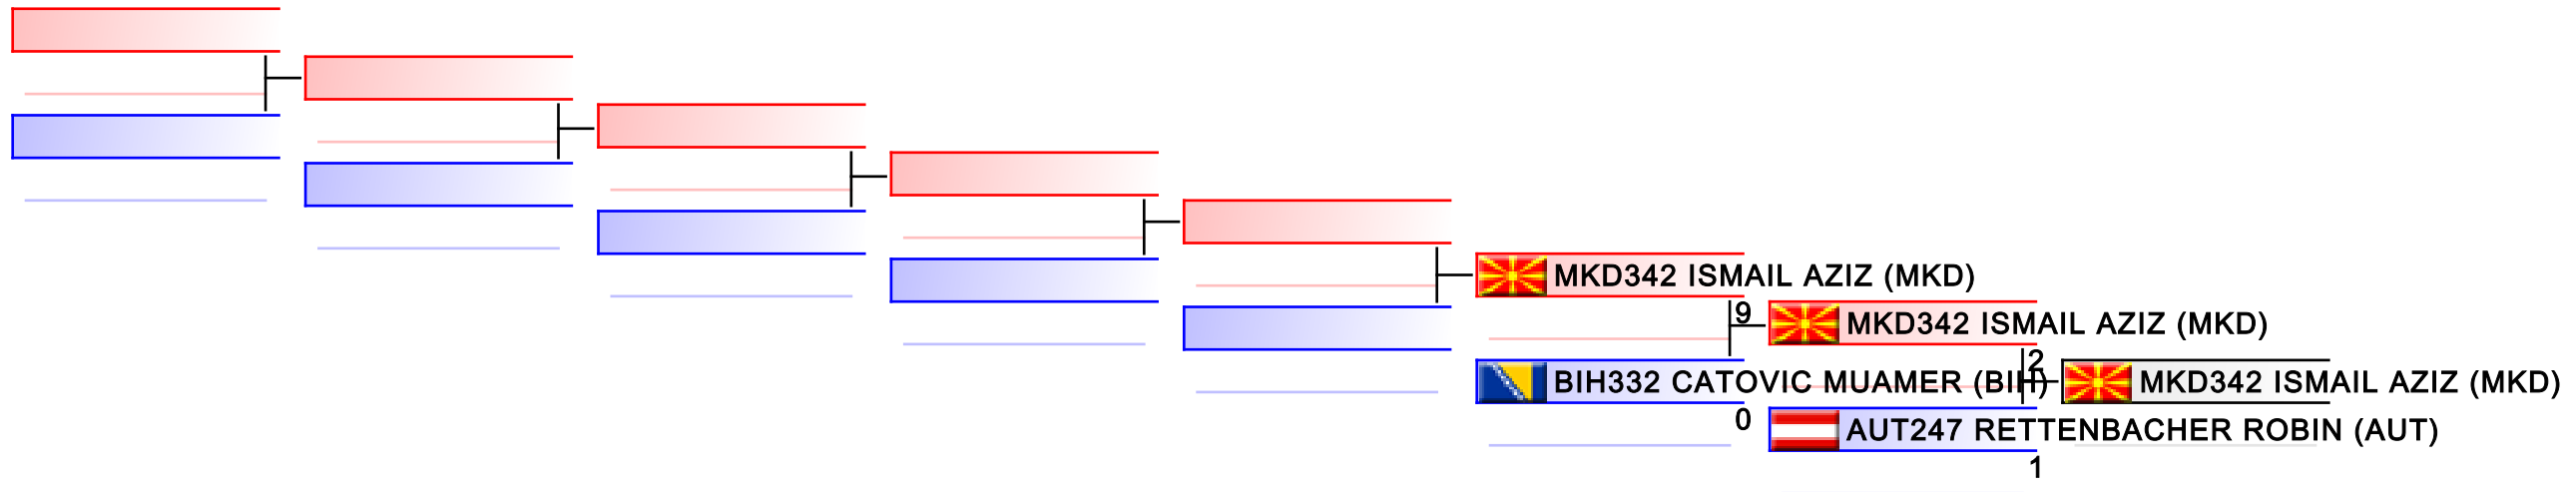 MKD342 ISMAIL AZIZ (MKD)
9
MKD342 ISMAIL AZIZ (MKD)
BIH332 CATOVIC MUAMER (BIH)
2
MKD342 ISMAIL AZIZ (MKD)
0
AUT247 RETTENBACHER ROBIN (AUT)
1